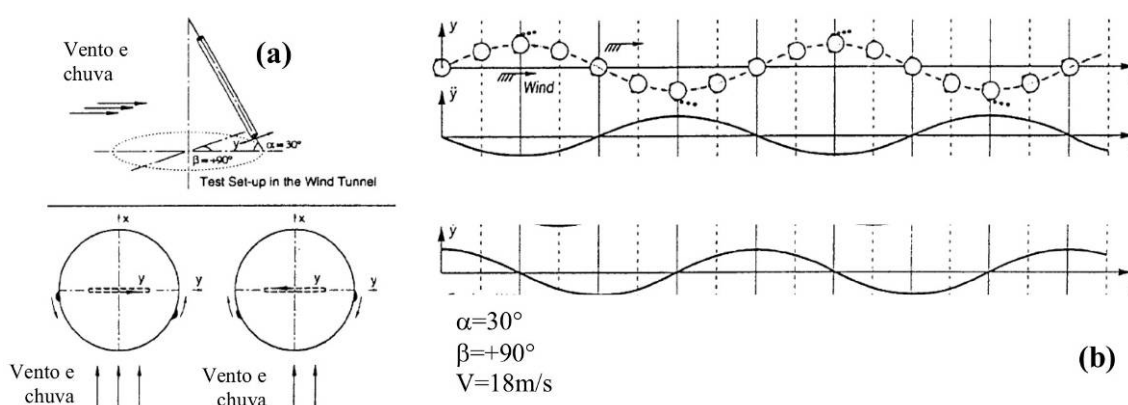 Vento e
chuva
(a)
y
α=30°
β=+90°
Test Set-up in the Wind Tunnel
x
y
y
x
y
y
Vento e
chuva
Vento e
chuva
y
Wind
ÿ
ẏ
α=30°
β=+90°
V=18m/s
(b)